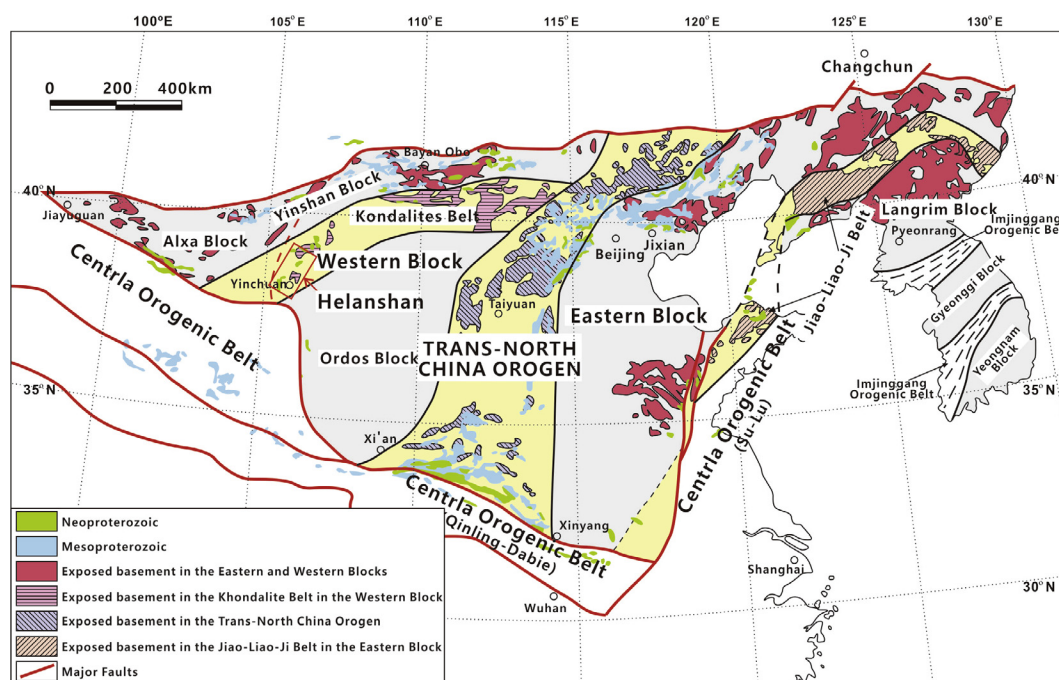 100°E 105°E 110°E 115°E 120°E 125°E 130°E
Changchun
0 200 400km
Bayan Obo
40°N
Jiayuguan
Yinshan Block
Kondalites Belt
40°N
Langrim Block
Imjinggang
Orogenic Belt
Pyeonrang
Alxa Block
Jixian
Beijing
Western Block
Yinchuan
Helanshan
Centrla Orogenic Belt
Taiyuan
Eastern Block
Jiao-Liao-Ji Belt
Gyeonggi Block
Yeongnam
Block
Ordos Block
TRANS-NORTH
CHINA OROGEN
Imjinggang
Orogenic Belt
35°N
35°N
Centrla Orogenic Belt
(Su-Lu)
Xi'an
Centrla Orogenic Belt
Qinling-Dabie)
Xinyang
Shanghai
30°N
Wuhan
Neoproterozoic
Mesoproterozoic
Exposed basement in the Eastern and Western Blocks
Exposed basement in the Khondalite Belt in the Western Block
Exposed basement in the Trans-North China Orogen
Exposed basement in the Jiao-Liao-Ji Belt in the Eastern Block
Major Faults